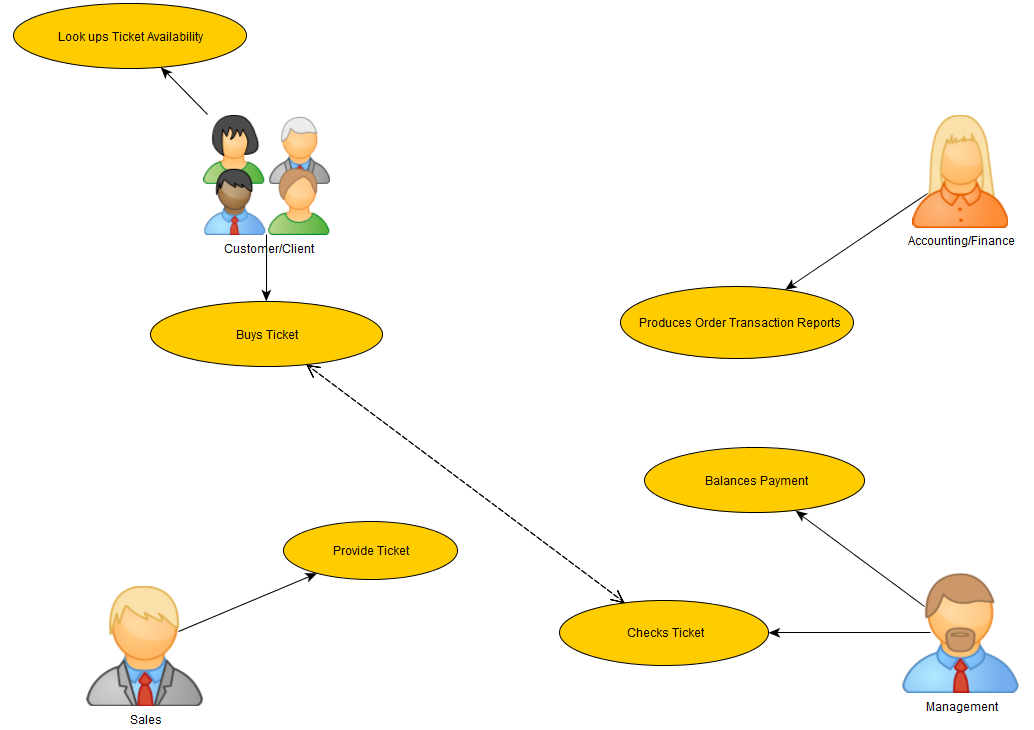 Look ups Ticket Availability
Customer/Client
Accounting/Finance
Produces Order Transaction Reports
Buys Ticket
Balances Payment
Provide Ticket
Checks Ticket
Management
Sales